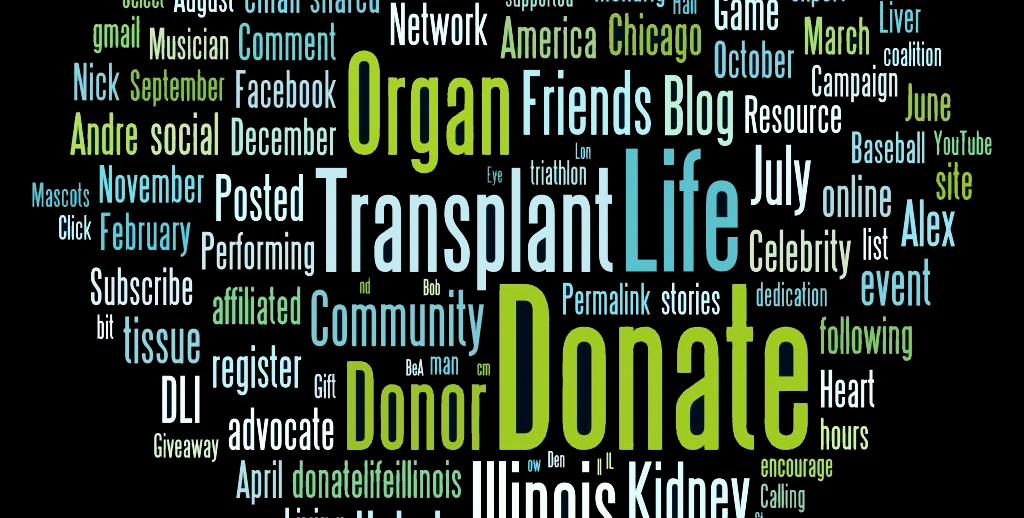 select August email shared supported Hall expert
gmail Musician Comment Network America Chicago Game October March Liver coalition
Nick September Facebook Organ Friends Blog Resource Campaign June
Andre social December Baseball YouTube
Lon
Eye triathlon
Mascots November Posted Transplant Life July online site
Click February Performing Celebrity list Alex
Subscribe affiliated nd Bob Community Permalink stories dedication event
bit tissue Donate following
register Gift BeA man cm Donor Heart
DLI advocate hours
Giveaway
April donatelifeillinois Illinois ow Den Il IL Kidney encourage
Calling